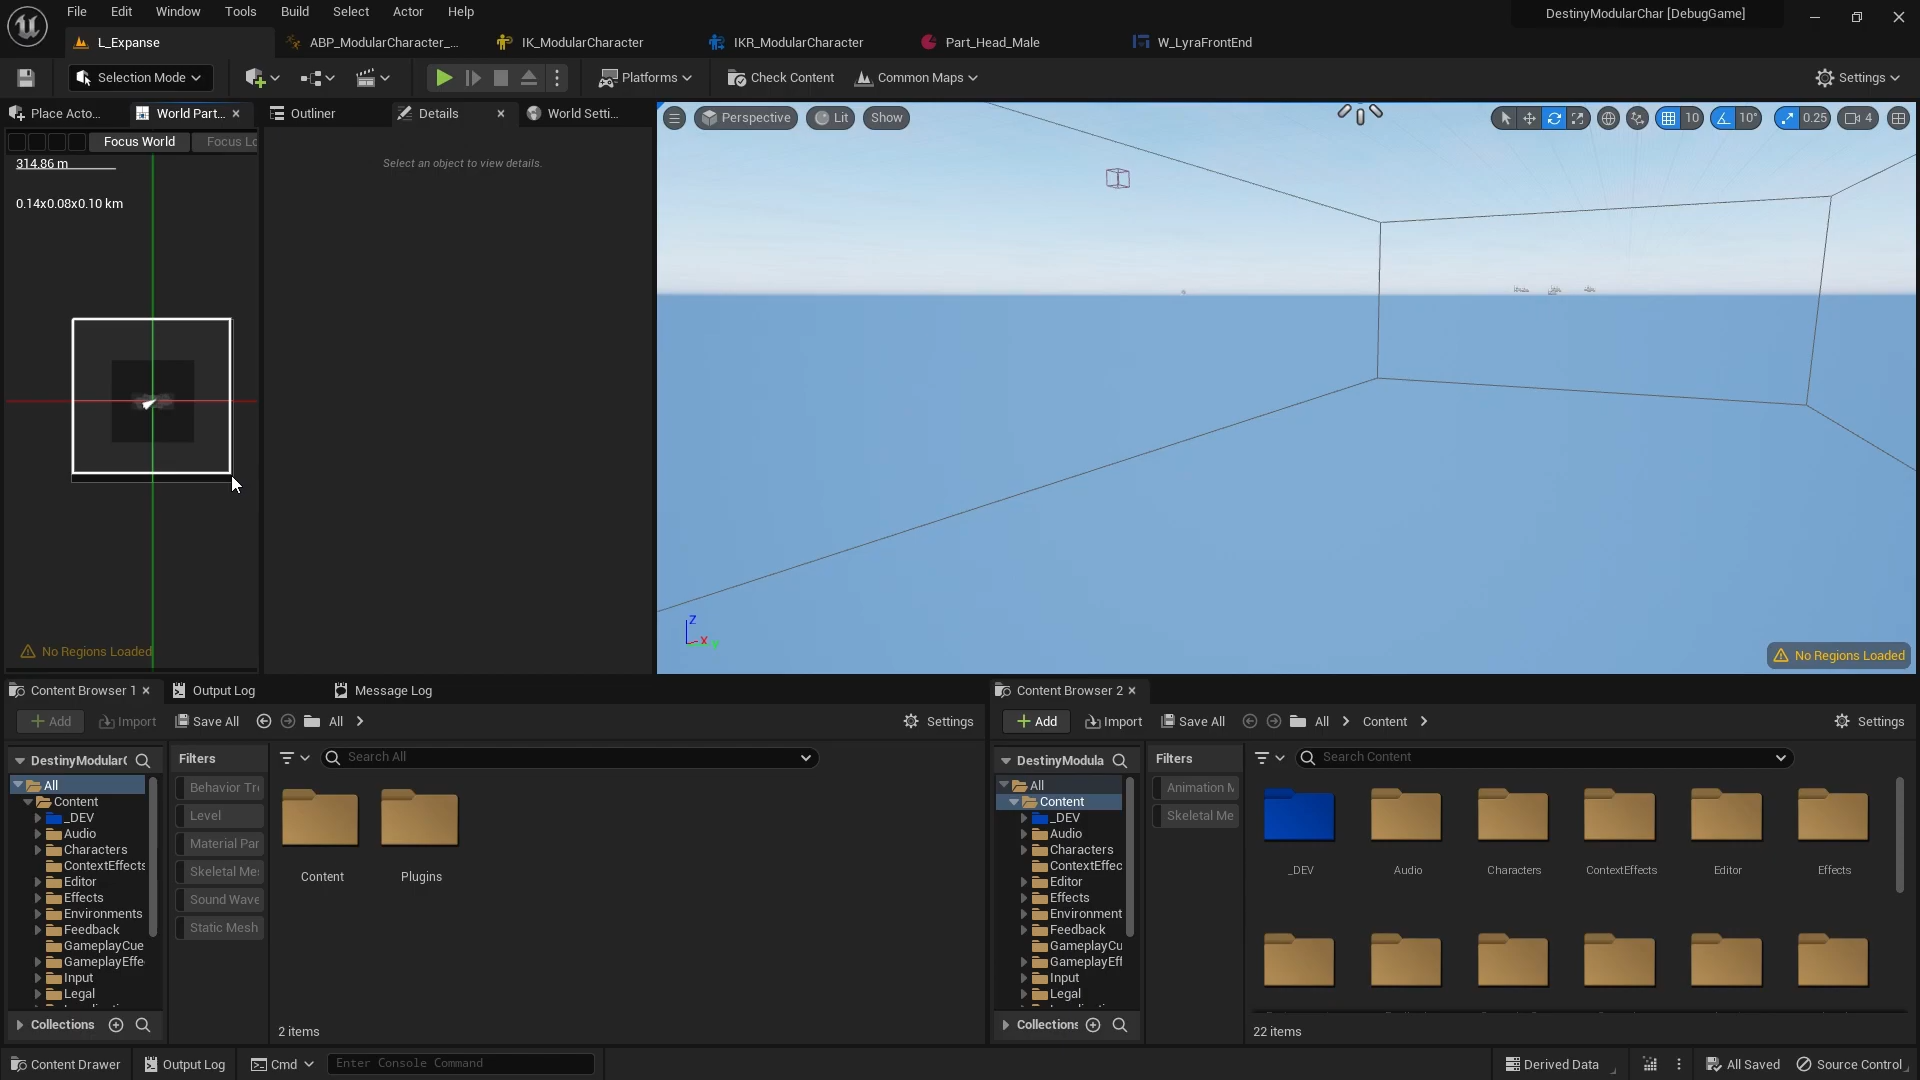 File Edit Window Tools Build Select Actor Help
DestinyModularChar [DebugGame]
L_Expanse
ABP_ModularCharacter_...
IK_ModularCharacter
IKR_ModularCharacter
Part_Head_Male
W_LyraFrontEnd
Selection Mode
Platforms
Check Content
Common Maps
Settings
Place Acto...
World Part...
Outliner
Details
World Setti...
Focus World
Focus Lo
314.86 m
0.14x0.08x0.10 km
No Regions Loaded
Select an object to view details.
Perspective
Lit
Show
10
10°
0.25
4
Z
X
Y
No Regions Loaded
Content Browser 1
Output Log
Message Log
Add
Import
Save All
All
Settings
DestinyModular
Filters
Search All
All
Content
_DEV
Audio
Characters
ContextEffects
Editor
Effects
Environments
Feedback
GameplayCue
GameplayEffe
Input
Legal
Collections
Behavior Tr
Level
Material Par
Skeletal Me
Sound Wave
Static Mesh
Content
Plugins
2 items
Content Browser 2
Add
Import
Save All
All
Content
Settings
DestinyModula
Filters
Search Content
All
Content
_DEV
Audio
Characters
ContextEffec
Editor
Effects
Environment
Feedback
GameplayCu
GameplayEff
Input
Legal
Collections
Animation M
Skeletal Me
_DEV
Audio
Characters
ContextEffects
Editor
Effects
22 items
Content Drawer
Output Log
Cmd
Enter Console Command
Derived Data
All Saved
Source Control